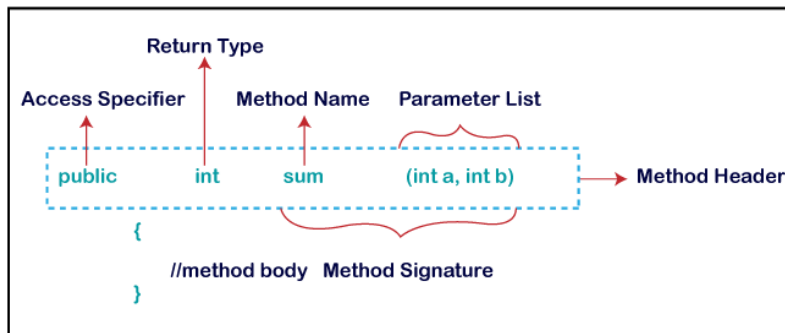 Return Type
Access Specifier Method Name Parameter List
public int sum (int a, int b) Method Header
{
//method body Method Signature
}